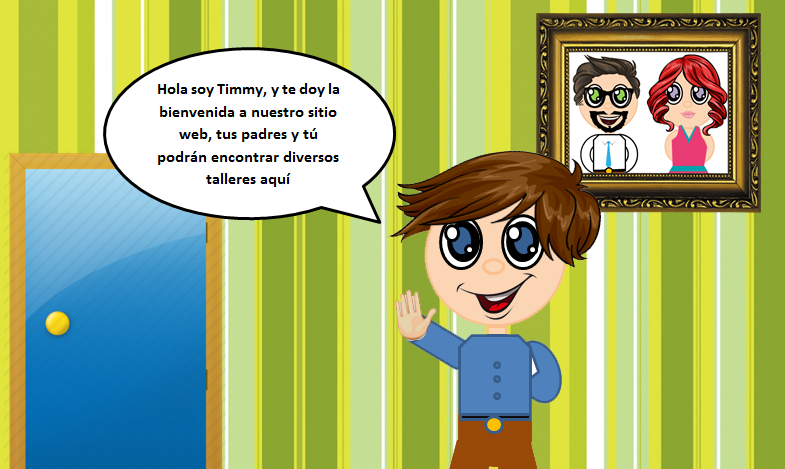 Hola soy Timmy, y te doy la
bienvenida a nuestro sitio
web, tus padres y tú
podrán encontrar diversos
talleres aquí